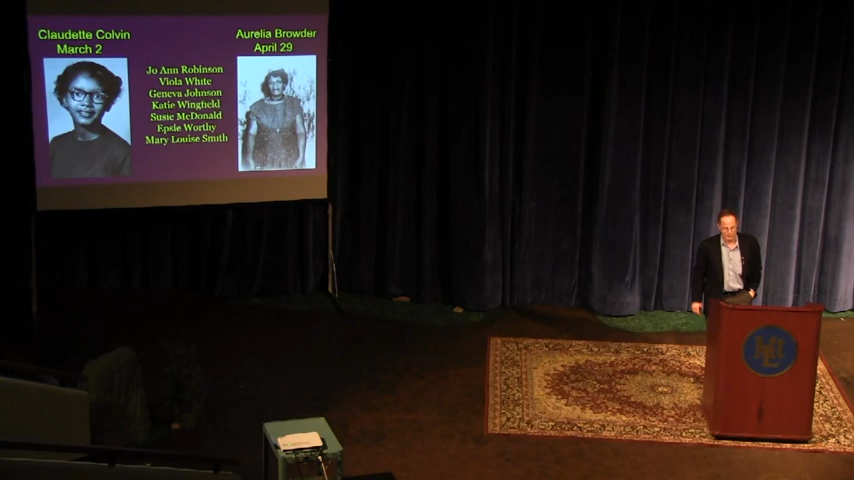 Claudette Colvin
March 2
Aurelia Browder
April 29
Jo Ann Robinson
Viola White
Geneva Johnson
Katie Wingfield
Susie McDonald
Epsie Worthy
Mary Louise Smith